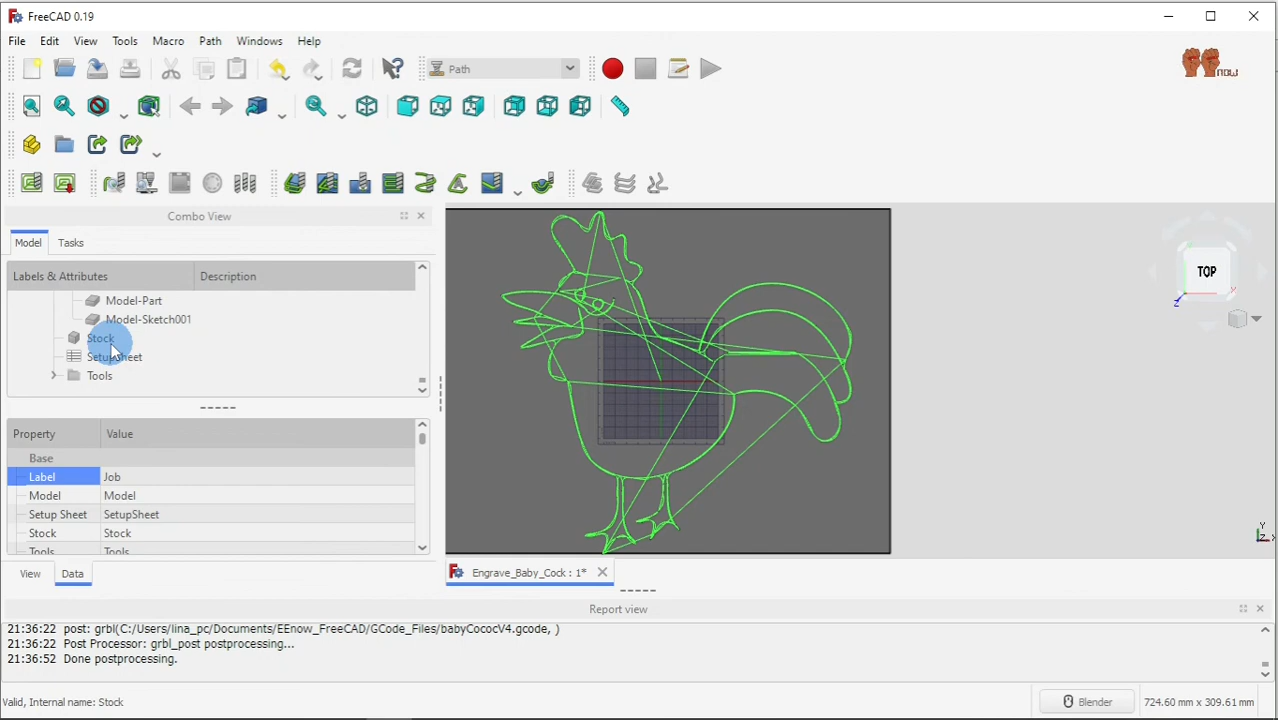 FreeCAD 0.19
File Edit View Tools Macro Path Windows Help
Path
now
Combo View
Model Tasks
Labels & Attributes Description
Model-Part
Model-Sketch001
Stock
SetupSheet
Tools
Property Value
Base
Label Job
Model Model
Setup Sheet SetupSheet
Stock Stock
Tools Tools
View Data
TOP
Y
Z
Y
Z
X
Engrave_Baby_Cock : 1*
Report view
21:36:22 post: grbl(C:/Users/lina_pc/Documents/EEnow_FreeCAD/GCode_Files/babyCococV4.gcode, )
21:36:22 Post Processor: grbl_post postprocessing...
21:36:52 Done postprocessing.
Valid, Internal name: Stock
Blender
724.60 mm x 309.61 mm